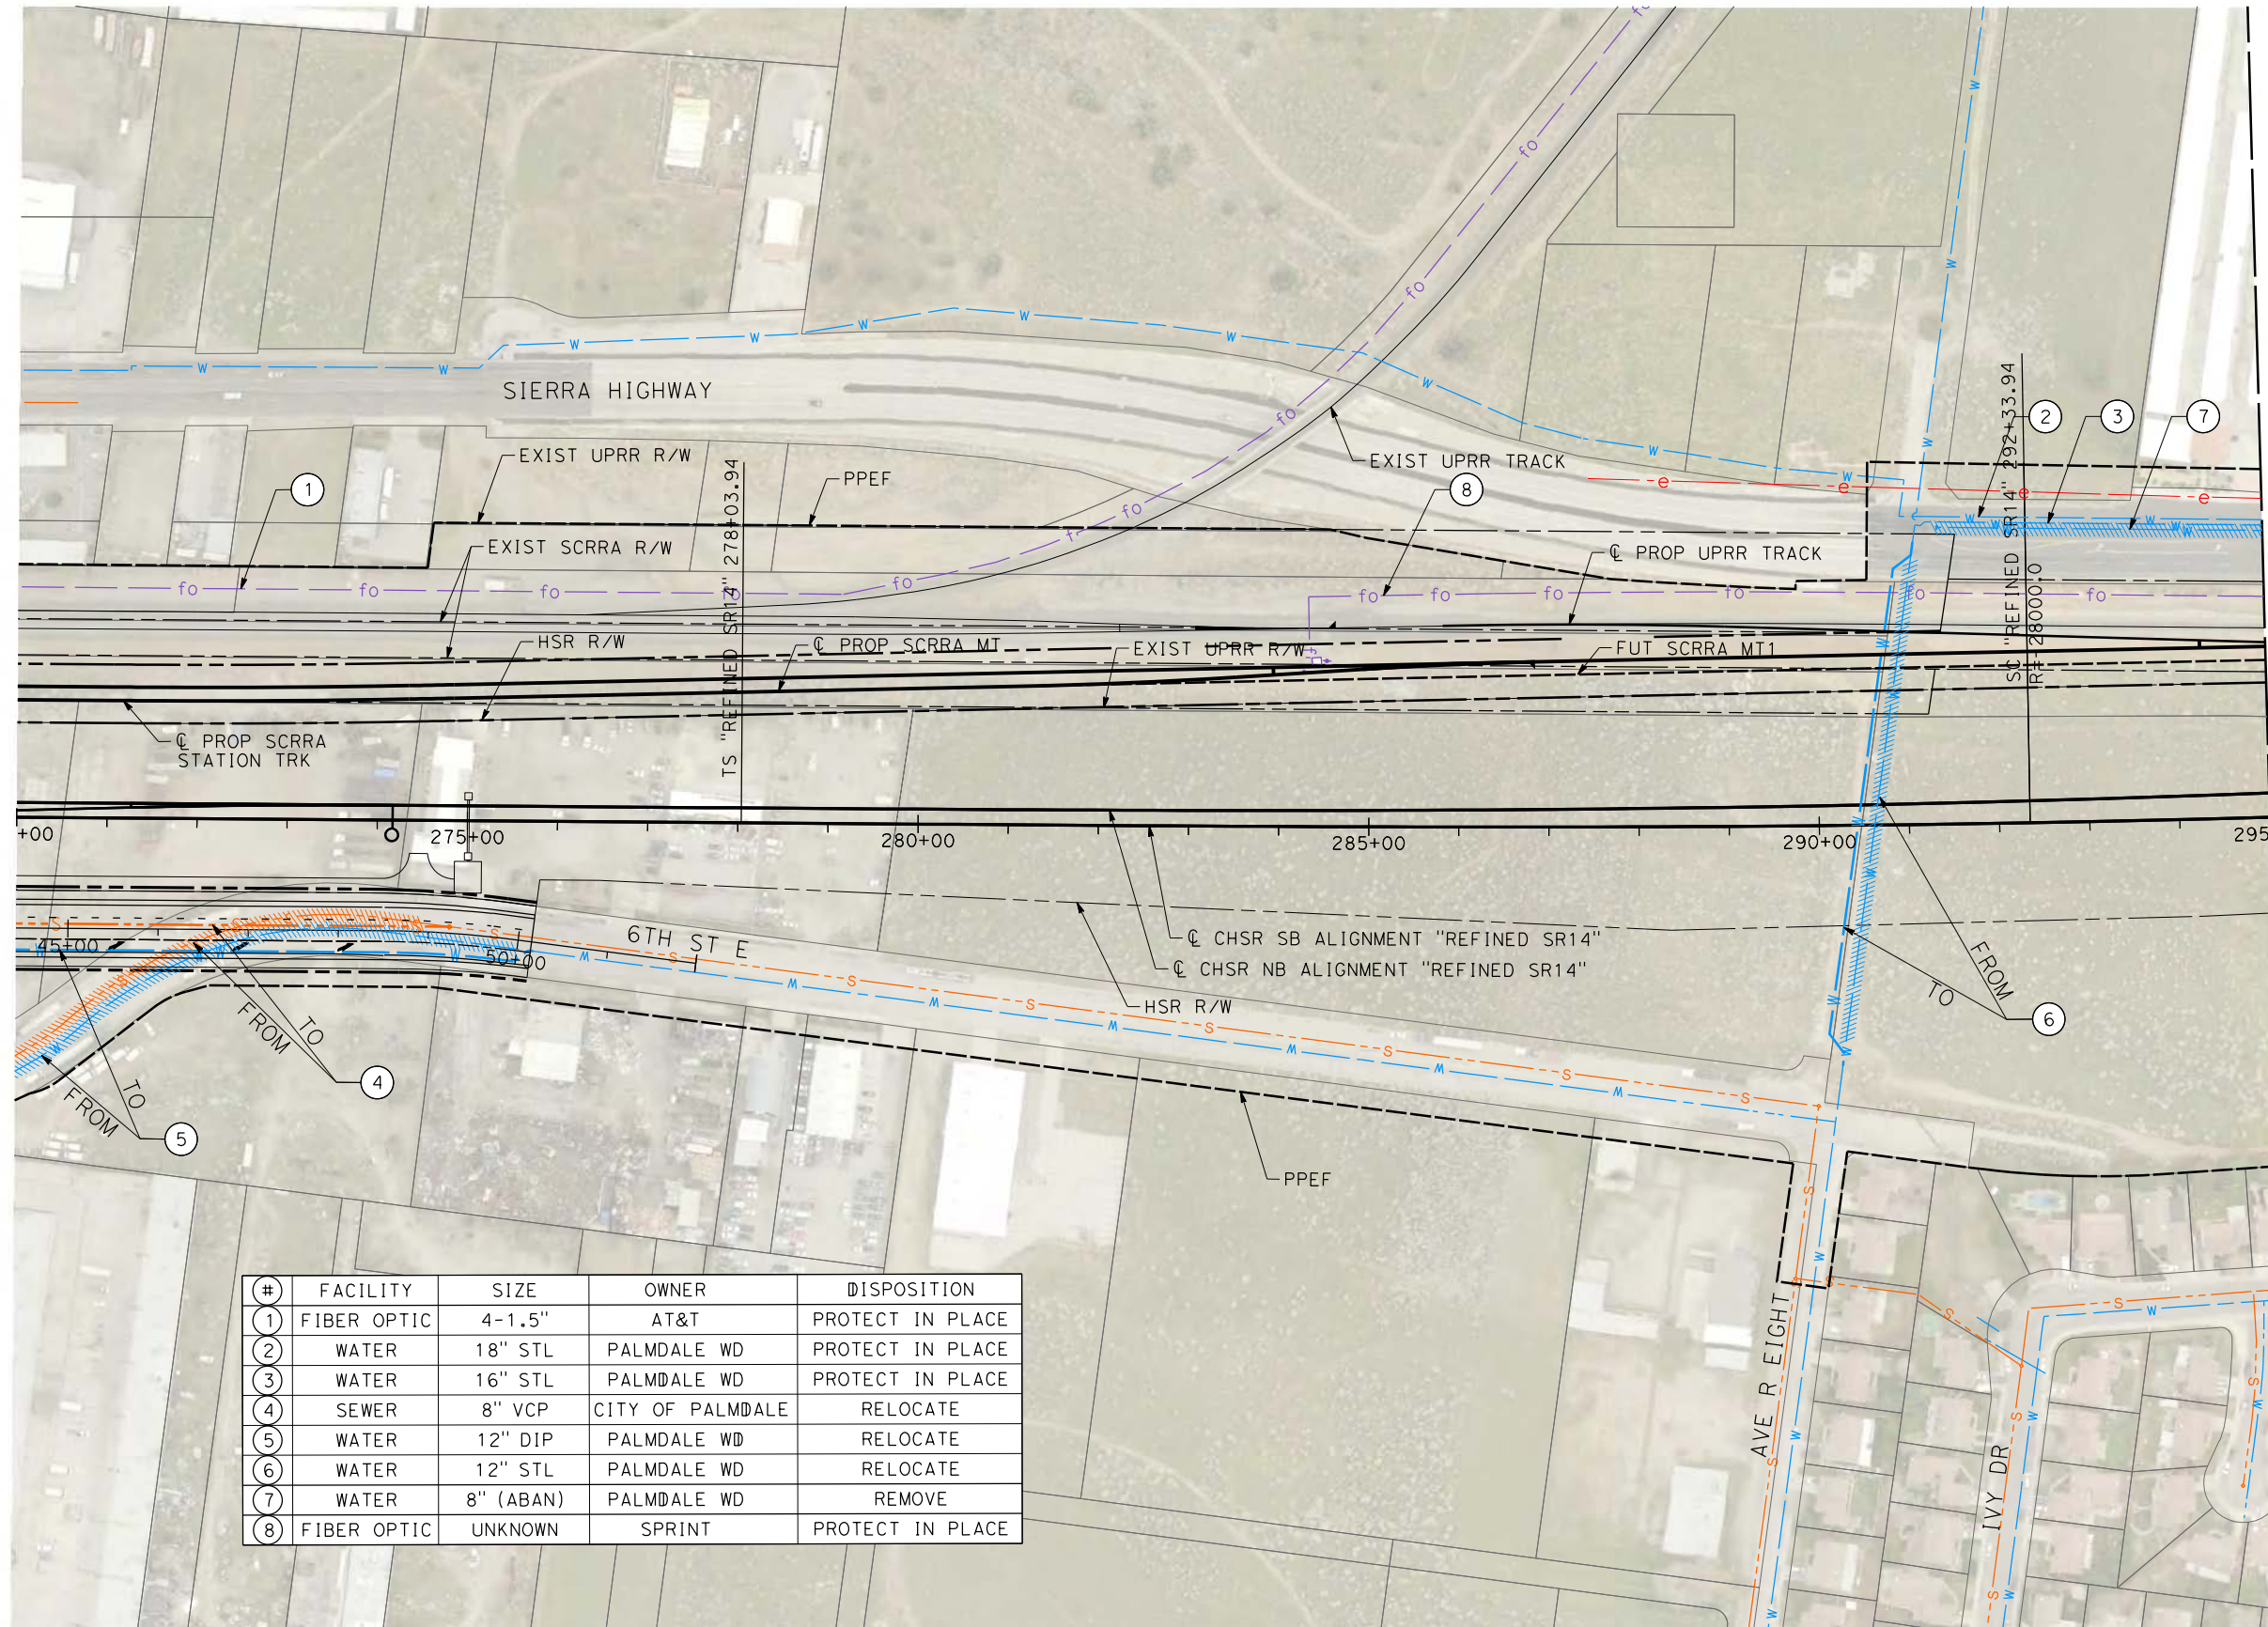 SIERRA HIGHWAY
EXIST UPRR R/W
PPEF
EXIST UPRR TRACK
1
8
2
3
7
EXIST SCRRA R/W
℄ PROP UPRR TRACK
HSR R/W
℄ PROP SCRRA MT
EXIST UPRR R/W
FUT SCRRA MT1
TS "REFINED SR14" 278+03.94
SC "REFINED SR14" 292+33.94
R=-28000.0
℄ PROP SCRRA
STATION TRK
+00
275+00
280+00
285+00
290+00
295
45+00
50+00
6TH ST E
℄ CHSR SB ALIGNMENT "REFINED SR14"
℄ CHSR NB ALIGNMENT "REFINED SR14"
HSR R/W
FROM
TO
6
FROM
TO
4
FROM
TO
5
PPEF
AVE R EIGHT
IVY DR
# FACILITY SIZE OWNER DISPOSITION
1 FIBER OPTIC 4-1.5" AT&T PROTECT IN PLACE
2 WATER 18" STL PALMDALE WD PROTECT IN PLACE
3 WATER 16" STL PALMDALE WD PROTECT IN PLACE
4 SEWER 8" VCP CITY OF PALMDALE RELOCATE
5 WATER 12" DIP PALMDALE WD RELOCATE
6 WATER 12" STL PALMDALE WD RELOCATE
7 WATER 8" (ABAN) PALMDALE WD REMOVE
8 FIBER OPTIC UNKNOWN SPRINT PROTECT IN PLACE